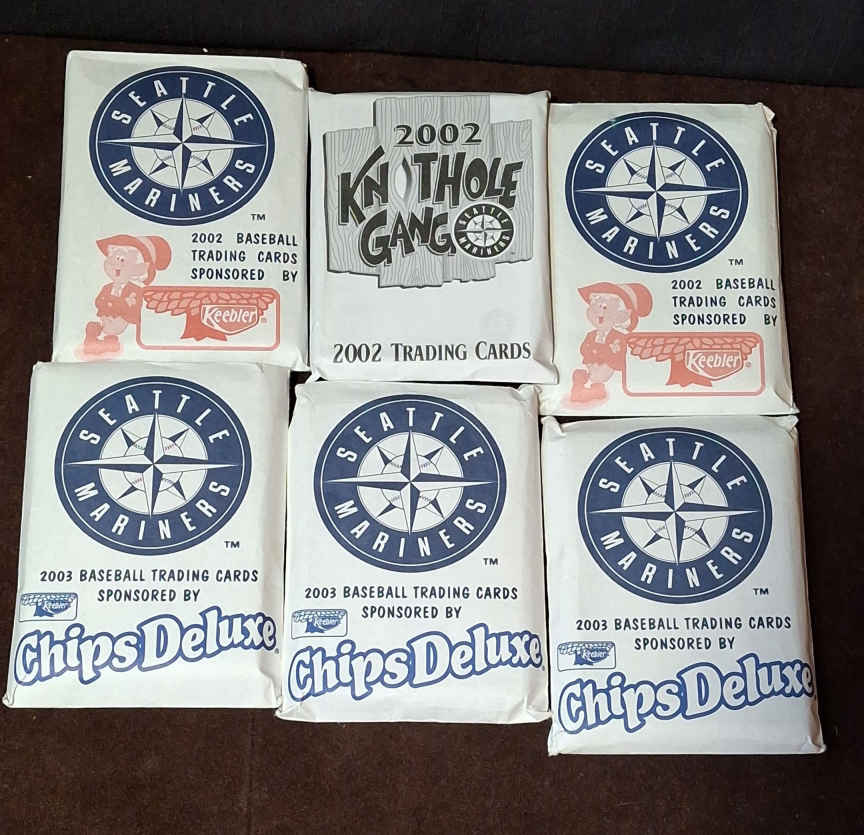 SEATTLE
MARINERS
TM
2002 BASEBALL
TRADING CARDS
SPONSORED BY
Keebler
2002
KNOTHOLE
GANG
SEATTLE
MARINERS
2002 TRADING CARDS
SEATTLE
MARINERS
TM
2002 BASEBALL
TRADING CARDS
SPONSORED BY
Keebler
SEATTLE
MARINERS
TM
2003 BASEBALL TRADING CARDS
SPONSORED BY
Keebler
Chips Deluxe
SEATTLE
MARINERS
TM
2003 BASEBALL TRADING CARDS
SPONSORED BY
Keebler
Chips Deluxe
SEATTLE
MARINERS
TM
2003 BASEBALL TRADING CARDS
SPONSORED BY
Keebler
Chips Deluxe